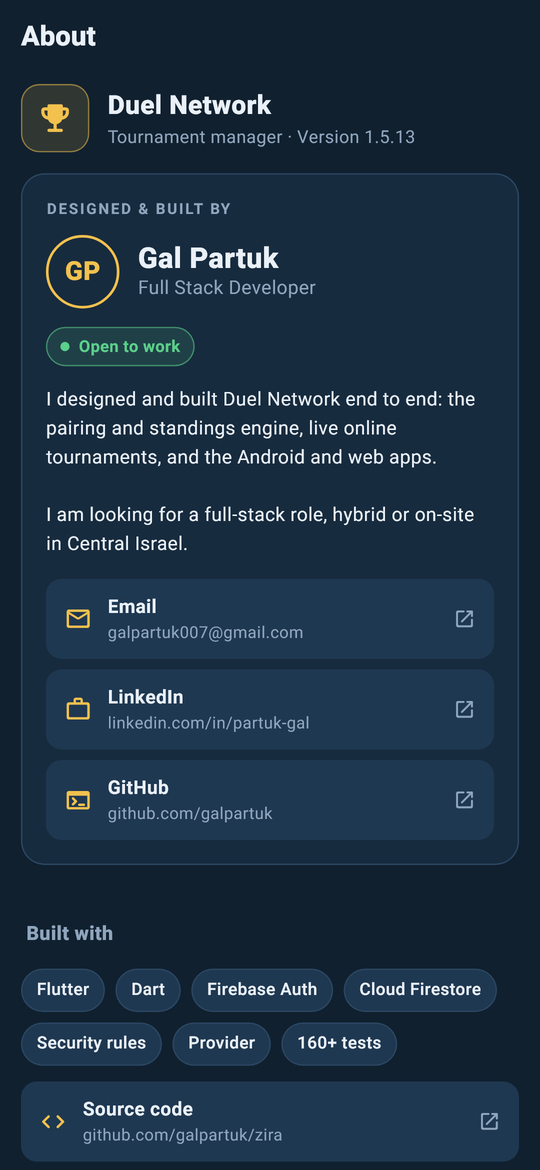 About
Duel Network
Tournament manager · Version 1.5.13
DESIGNED & BUILT BY
GP
Gal Partuk
Full Stack Developer
Open to work
I designed and built Duel Network end to end: the
pairing and standings engine, live online
tournaments, and the Android and web apps.
I am looking for a full-stack role, hybrid or on-site
in Central Israel.
Email
galpartuk007@gmail.com
LinkedIn
linkedin.com/in/partuk-gal
GitHub
github.com/galpartuk
Built with
Flutter Dart Firebase Auth Cloud Firestore
Security rules Provider 160+ tests
Source code
github.com/galpartuk/zira